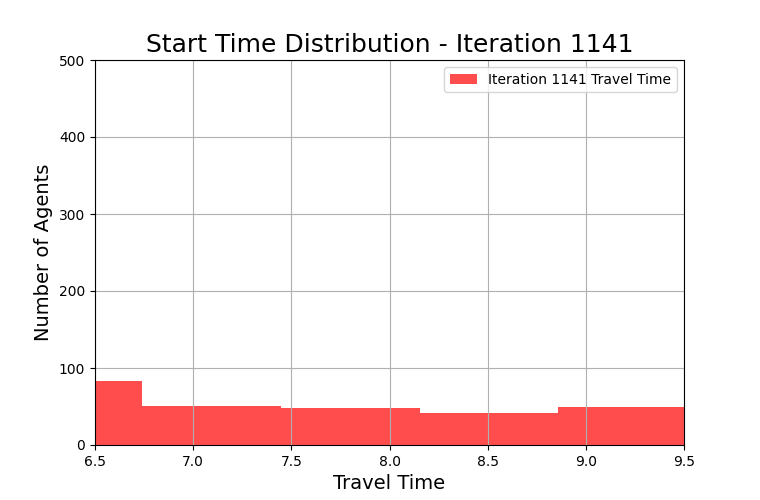 Start Time Distribution - Iteration 1141
Iteration 1141 Travel Time
Number of Agents
500
400
300
200
100
0
6.5 7.0 7.5 8.0 8.5 9.0 9.5
Travel Time